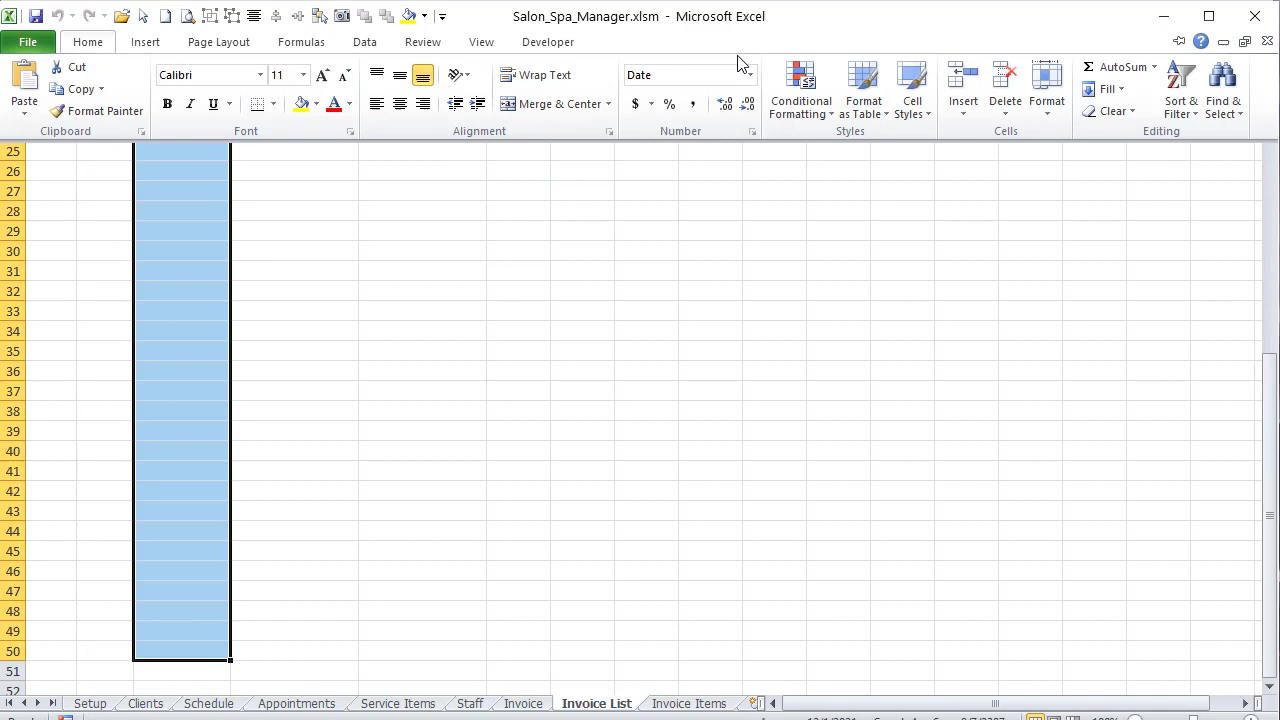 Salon_Spa_Manager.xlsm - Microsoft Excel
File Home Insert Page Layout Formulas Data Review View Developer
Cut
Copy
Format Painter
Paste
Clipboard
Calibri 11
B I U A
Font
Wrap Text
Merge & Center
Alignment
Date
$ % ,
Number
Conditional Formatting
Format as Table
Cell Styles
Styles
Insert Delete Format
Cells
AutoSum
Fill
Clear
Sort & Filter
Find & Select
Editing
25
26
27
28
29
30
31
32
33
34
35
36
37
38
39
40
41
42
43
44
45
46
47
48
49
50
51
52
Setup Clients Schedule Appointments Service Items Staff Invoice Invoice List Invoice Items